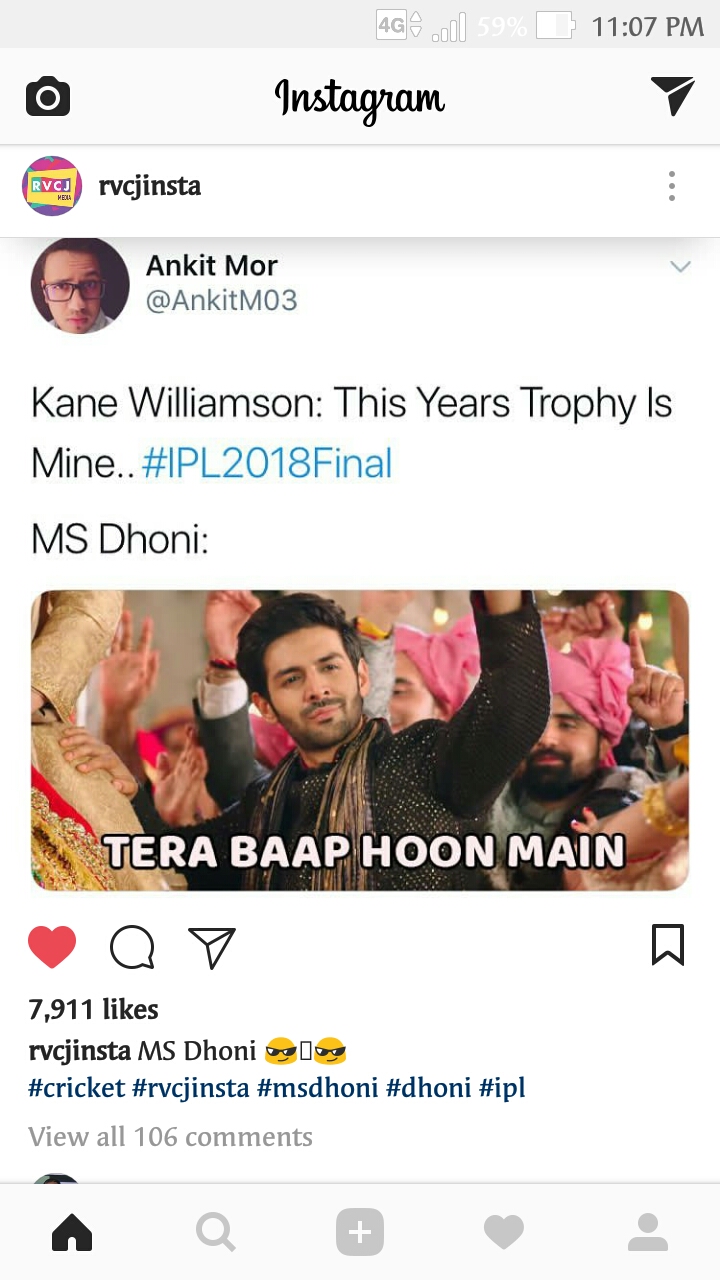 4G 59% 11:07 PM
Instagram
RVCJ
MEDIA
rvcjinsta
Ankit Mor
@AnkitM03
Kane Williamson: This Years Trophy Is
Mine.. #IPL2018Final
MS Dhoni:
TERA BAAP HOON MAIN
7,911 likes
rvcjinsta MS Dhoni 😎▯😎
#cricket #rvcjinsta #msdhoni #dhoni #ipl
View all 106 comments